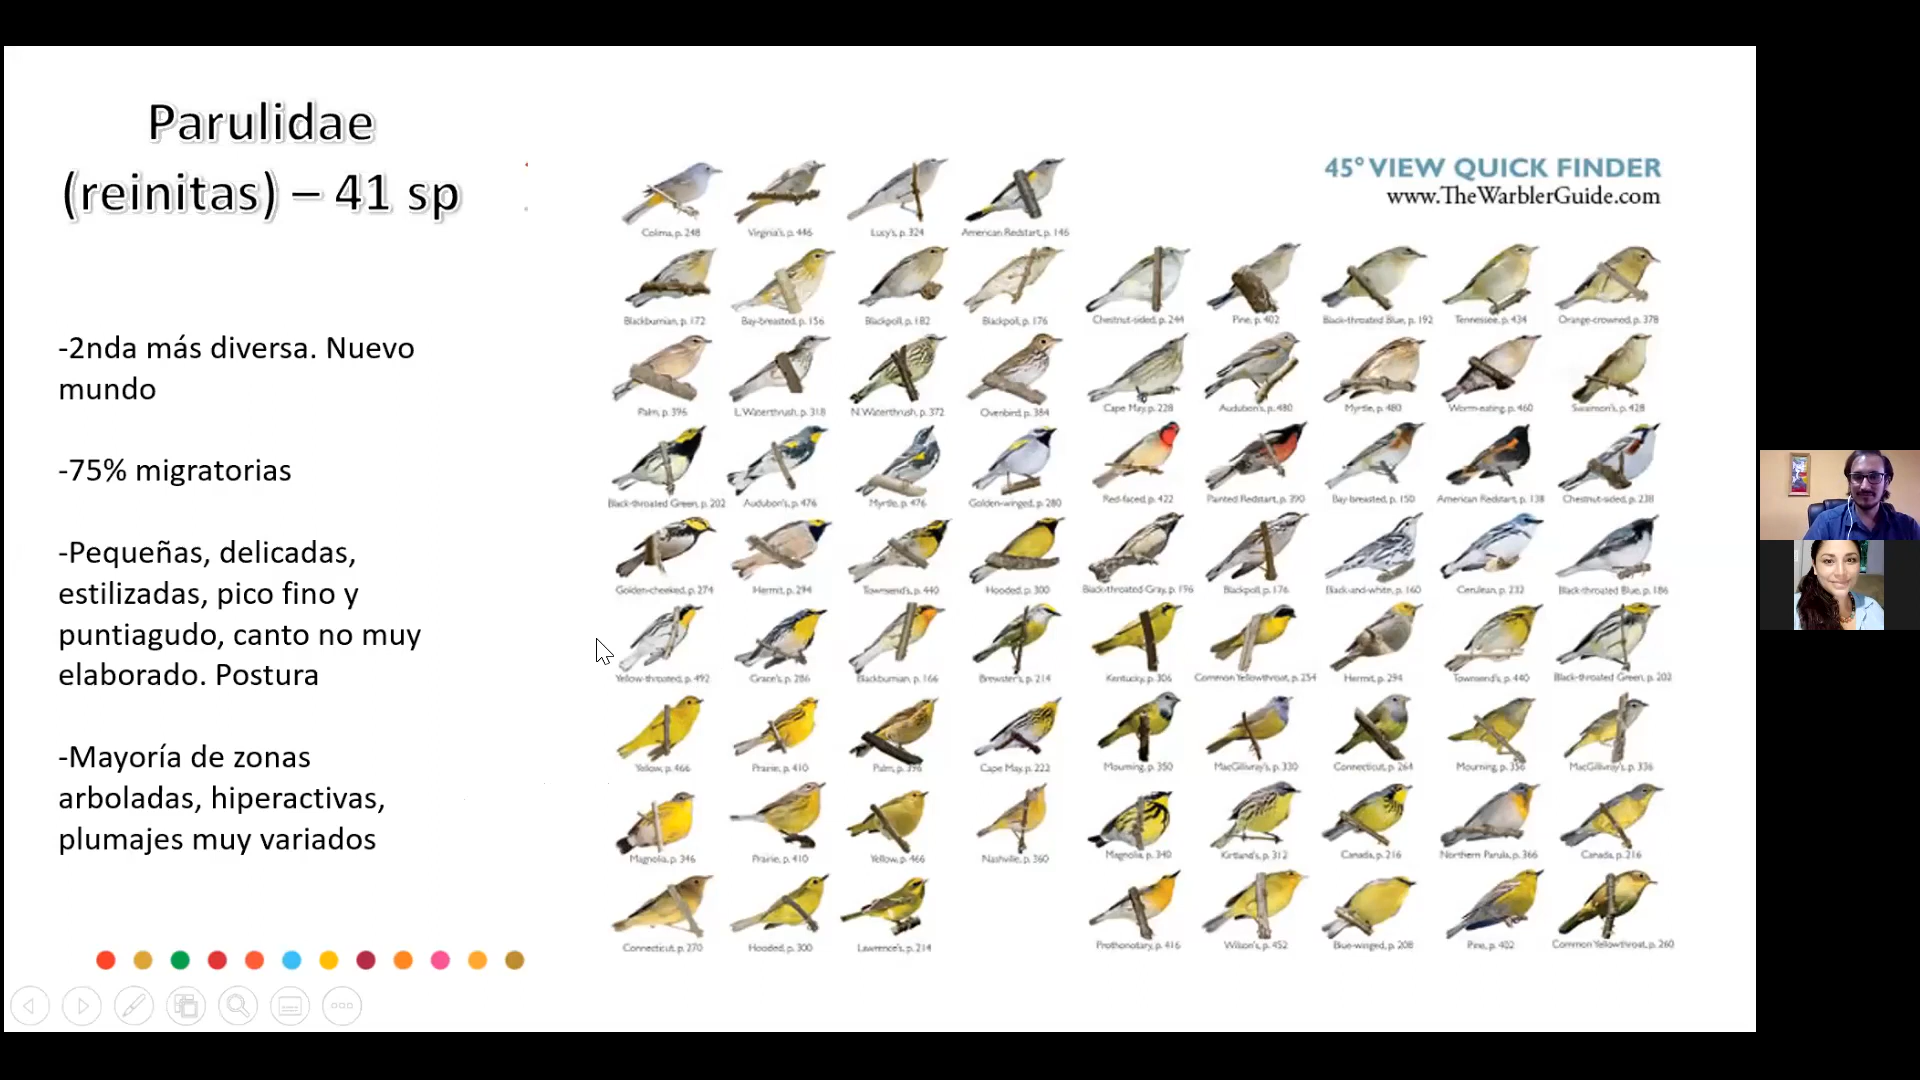 Parulidae
(reinitas) – 41 sp
-2nda más diversa. Nuevo
mundo
-75% migratorias
-Pequeñas, delicadas,
estilizadas, pico fino y
puntiagudo, canto no muy
elaborado. Postura
-Mayoría de zonas
arboladas, hiperactivas,
plumajes muy variados
45° VIEW QUICK FINDER
www.TheWarblerGuide.com
Colima, p. 248 Virginia's, p. 446 Lucy's, p. 324 American Redstart, p. 146
Blackburnian, p. 172 Bay-breasted, p. 156 Blackpoll, p. 182 Blackpoll, p. 176 Chestnut-sided, p. 244 Pine, p. 402 Black-throated Blue, p. 192 Tennessee, p. 434 Orange-crowned, p. 378
Palm, p. 396 L. Waterthrush, p. 318 N. Waterthrush, p. 372 Ovenbird, p. 384 Cape May, p. 228 Audubon's, p. 480 Myrtle, p. 480 Worm-eating, p. 460 Swainson's, p. 428
Black-throated Green, p. 202 Audubon's, p. 476 Myrtle, p. 476 Golden-winged, p. 280 Red-faced, p. 422 Painted Redstart, p. 390 Bay-breasted, p. 150 American Redstart, p. 138 Chestnut-sided, p. 238
Golden-cheeked, p. 274 Hermit, p. 294 Townsend's, p. 440 Hooded, p. 300 Black-throated Gray, p. 196 Blackpoll, p. 176 Black-and-white, p. 160 Cerulean, p. 232 Black-throated Blue, p. 186
Yellow-throated, p. 492 Grace's, p. 286 Blackburnian, p. 166 Brewster's, p. 214 Kentucky, p. 306 Common Yellowthroat, p. 254 Hermit, p. 294 Townsend's, p. 440 Black-throated Green, p. 202
Yellow, p. 466 Prairie, p. 410 Palm, p. 396 Cape May, p. 222 Mourning, p. 350 MacGillivray's, p. 330 Connecticut, p. 264 Mourning, p. 356 MacGillivray's, p. 336
Magnolia, p. 346 Prairie, p. 410 Yellow, p. 466 Nashville, p. 360 Magnolia, p. 340 Kirtland's, p. 312 Canada, p. 216 Northern Parula, p. 366 Canada, p. 216
Connecticut, p. 270 Hooded, p. 300 Lawrence's, p. 214 Prothonotary, p. 416 Wilson's, p. 452 Blue-winged, p. 208 Pine, p. 402 Common Yellowthroat, p. 260